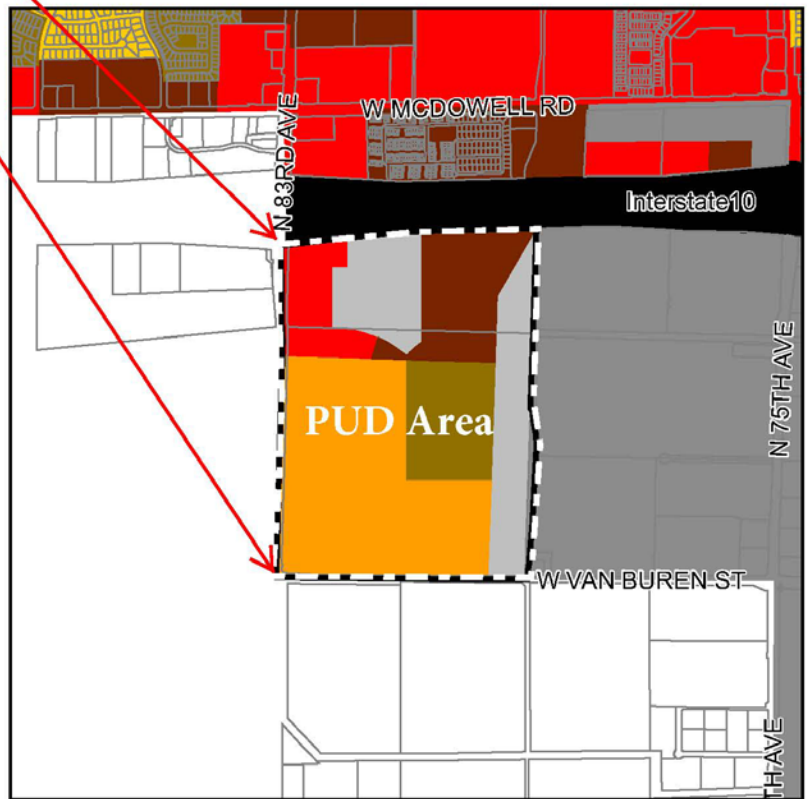 W MCDOWELL RD
N 83RD AVE
Interstate10
N 75TH AVE
PUD Area
W VAN BUREN ST
TH AVE